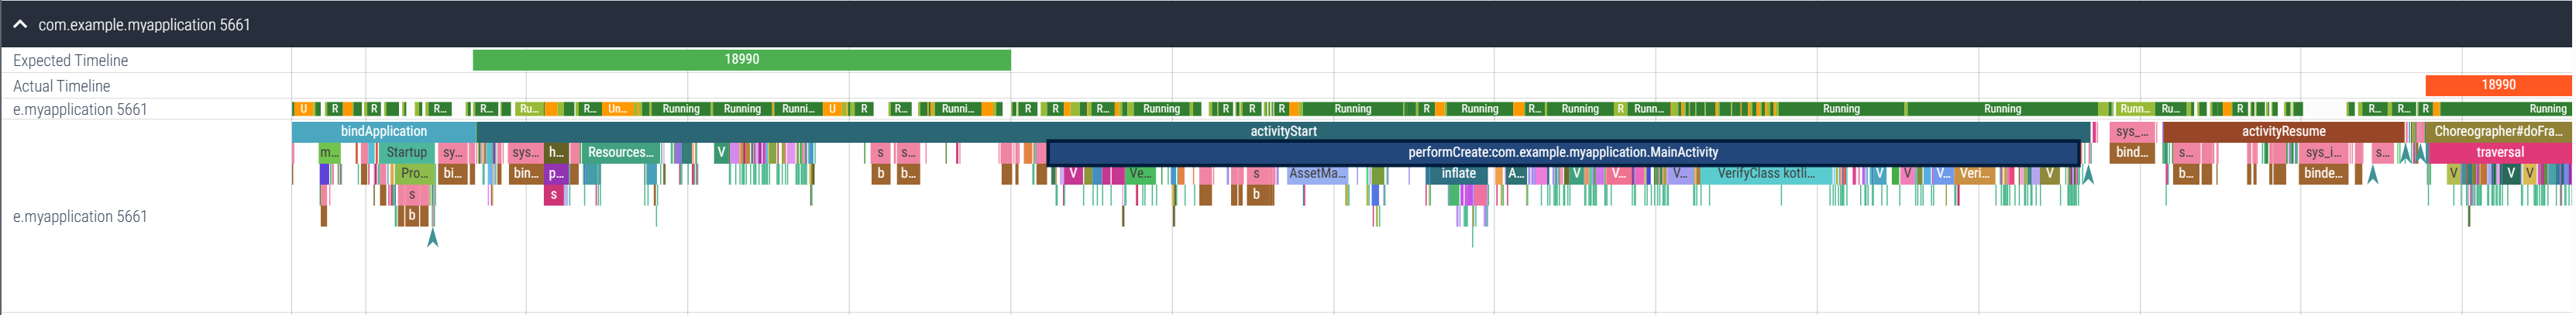 com.example.myapplication 5661
Expected Timeline 18990
Actual Timeline 18990
e.myapplication 5661 U R R R... R... Ru... R... Un... Running Running Runni... U R R... Runni... R R R... Running R R R Running R Running R... Running R Runn... Running Running Runn... Ru... R R... R... R Running
bindApplication activityStart sys_... activityResume Choreographer#doFra...
m... Startup sy... sys... h... Resources... V s s... performCreate:com.example.myapplication.MainActivity bind... s... sys_i... s... traversal
Pro... bi... bin... p... b b... V Ve... s AssetMa... inflate A... V V... V... VerifyClass kotli... V V V... Veri... V b... binde... V V V
s s b
e.myapplication 5661 b